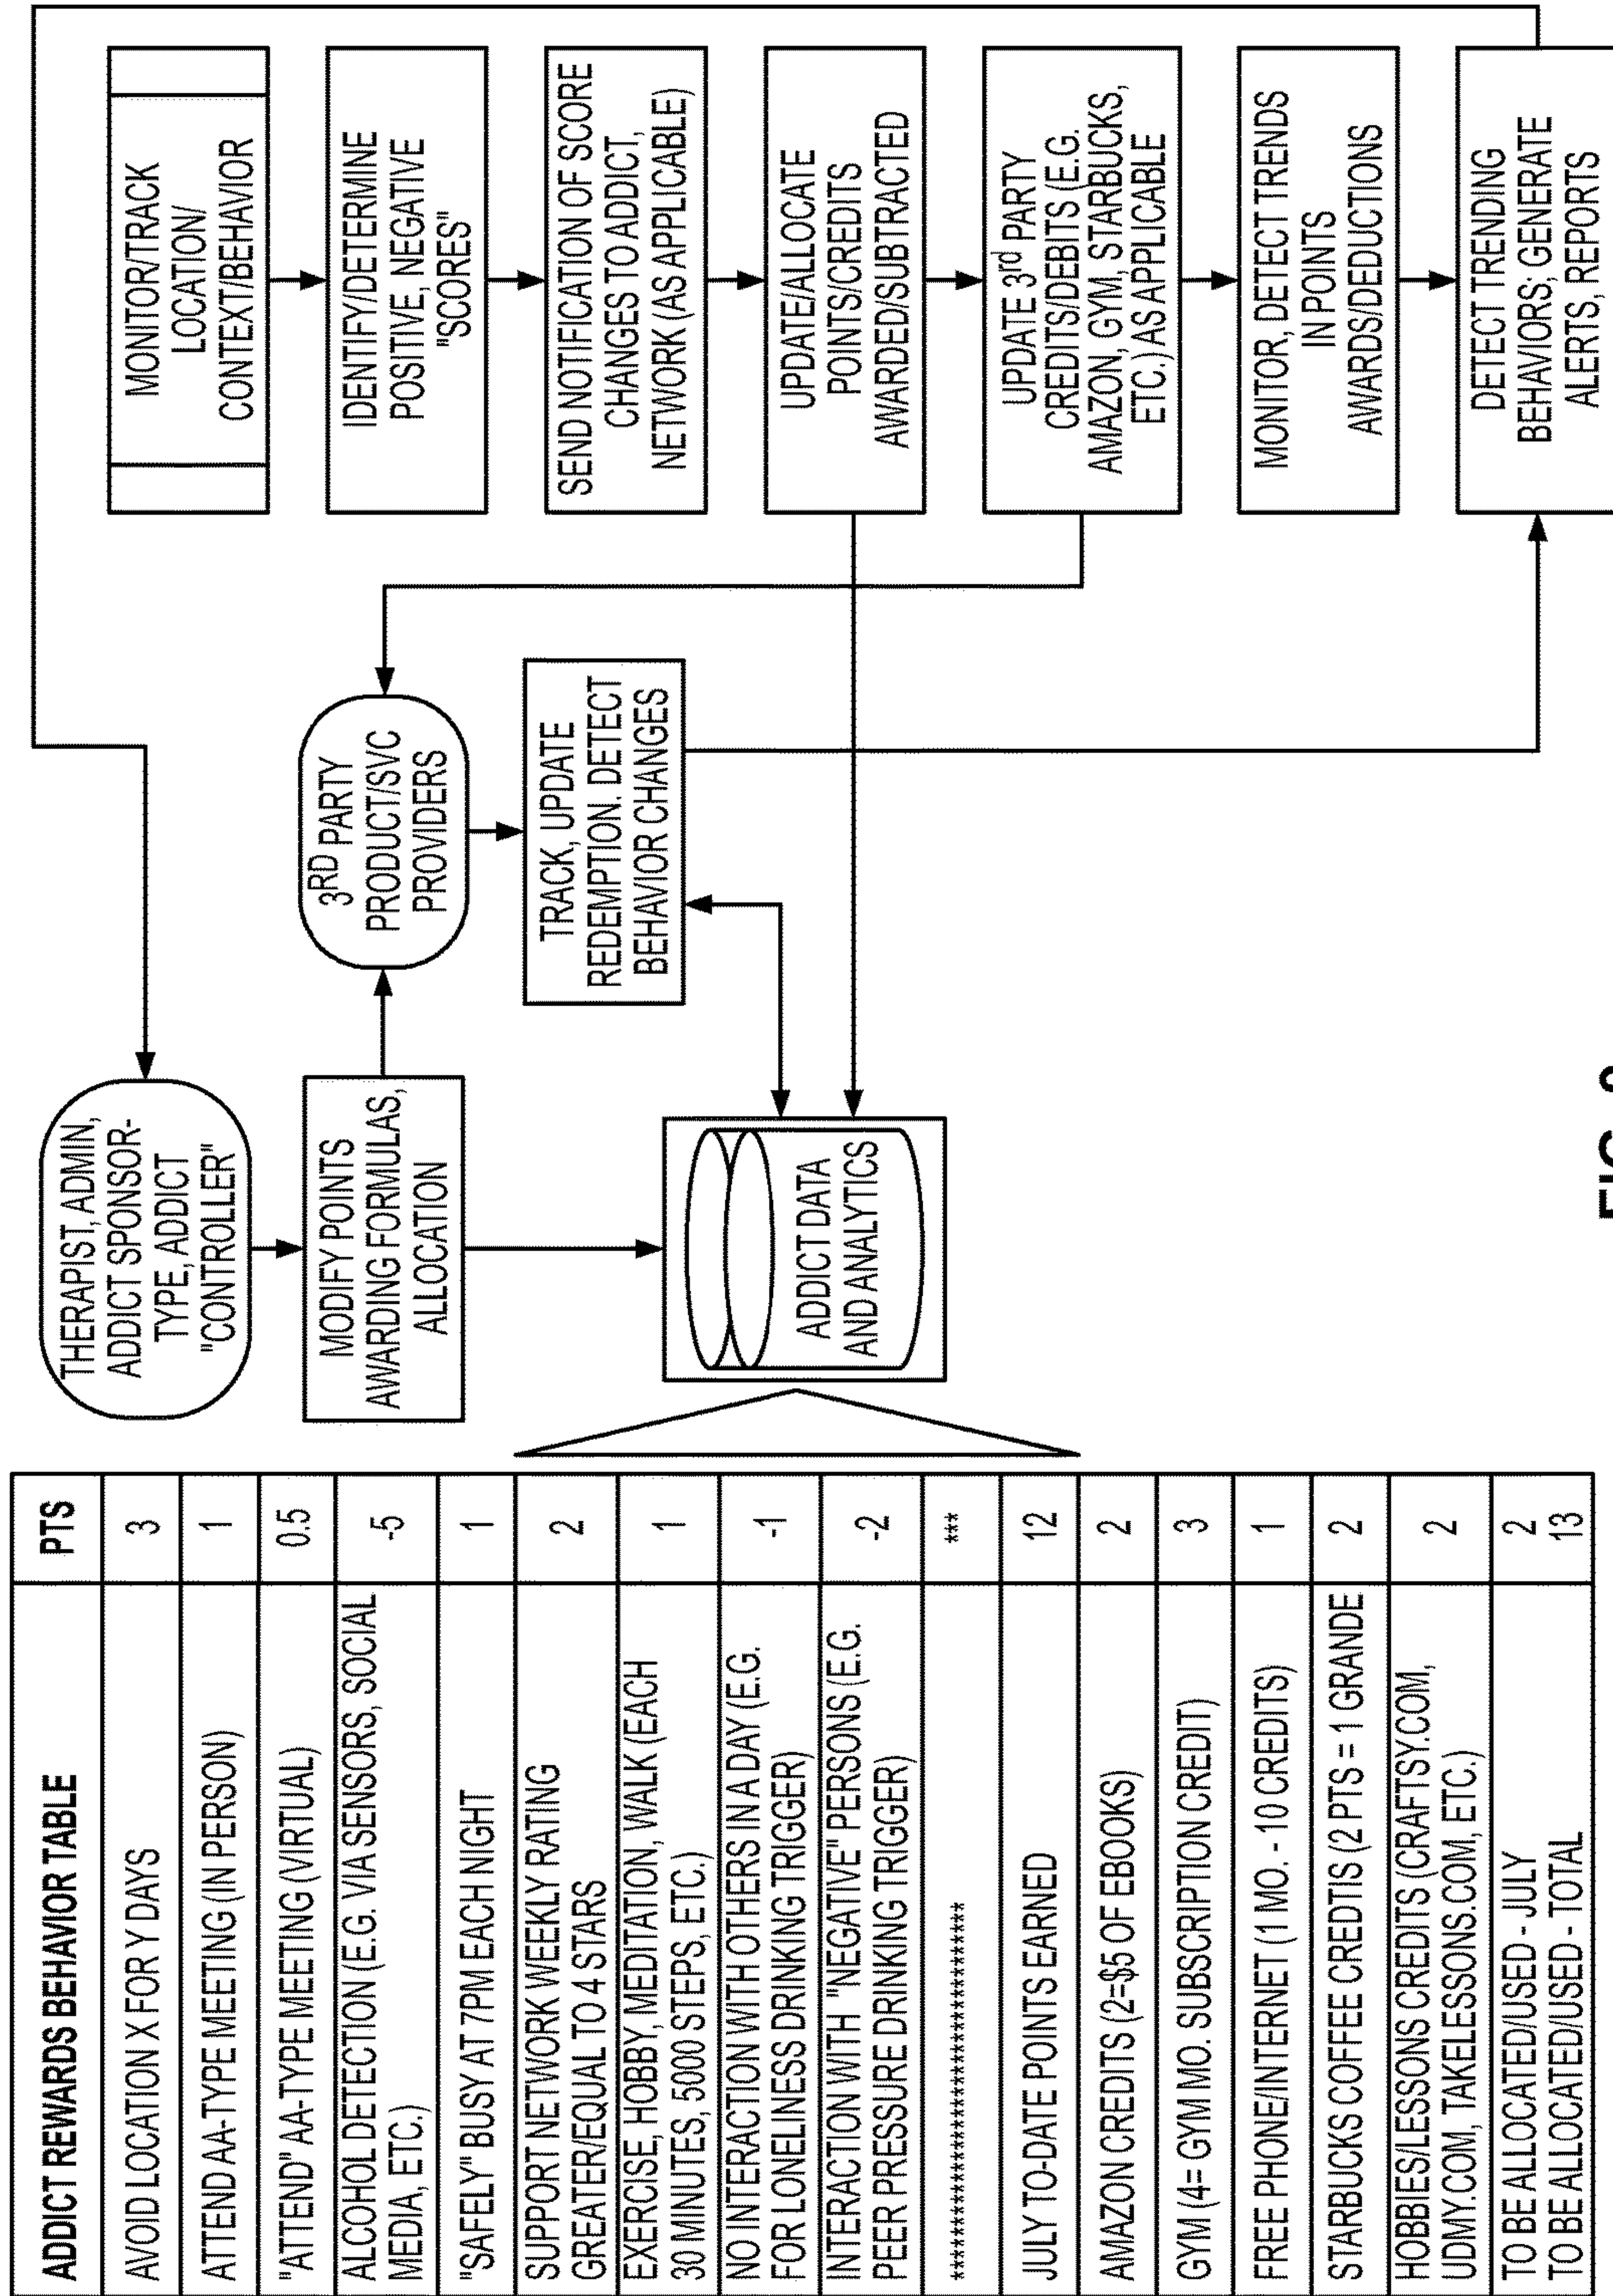 ADDICT REWARDS BEHAVIOR TABLE
PTS
AVOID LOCATION X FOR Y DAYS
3
ATTEND AA-TYPE MEETING (IN PERSON)
1
"ATTEND" AA-TYPE MEETING (VIRTUAL)
0.5
ALCOHOL DETECTION (E.G. VIA SENSORS, SOCIAL
MEDIA, ETC.)
-5
"SAFELY" BUSY AT 7PM EACH NIGHT
1
SUPPORT NETWORK WEEKLY RATING
GREATER/EQUAL TO 4 STARS
2
EXERCISE, HOBBY, MEDITATION, WALK (EACH
30 MINUTES, 5000 STEPS, ETC.)
1
NO INTERACTION WITH OTHERS IN A DAY (E.G.
FOR LONELINESS DRINKING TRIGGER)
-1
INTERACTION WITH "NEGATIVE" PERSONS (E.G.
PEER PRESSURE DRINKING TRIGGER)
-2
******************************
***
JULY TO-DATE POINTS EARNED
12
AMAZON CREDITS (2=$5 OF EBOOKS)
2
GYM (4= GYM MO. SUBSCRIPTION CREDIT)
3
FREE PHONE/INTERNET (1 MO. - 10 CREDITS)
1
STARBUCKS COFFEE CREDTIS (2 PTS = 1 GRANDE
2
HOBBIES/LESSONS CREDITS (CRAFTSY.COM,
UDMY.COM, TAKELESSONS.COM, ETC.)
2
TO BE ALLOCATED/USED - JULY
2
TO BE ALLOCATED/USED - TOTAL
13
THERAPIST, ADMIN,
ADDICT SPONSOR-
TYPE, ADDICT
"CONTROLLER"
MODIFY POINTS
AWARDING FORMULAS,
ALLOCATION
ADDICT DATA
AND ANALYTICS
3RD PARTY
PRODUCT/SVC
PROVIDERS
TRACK, UPDATE
REDEMPTION. DETECT
BEHAVIOR CHANGES
MONITOR/TRACK
LOCATION/
CONTEXT/BEHAVIOR
IDENTIFY/DETERMINE
POSITIVE, NEGATIVE
"SCORES"
SEND NOTIFICATION OF SCORE
CHANGES TO ADDICT,
NETWORK (AS APPLICABLE)
UPDATE/ALLOCATE
POINTS/CREDITS
AWARDED/SUBTRACTED
UPDATE 3rd PARTY
CREDITS/DEBITS (E.G.
AMAZON, GYM, STARBUCKS,
ETC.) AS APPLICABLE
MONITOR, DETECT TRENDS
IN POINTS
AWARDS/DEDUCTIONS
DETECT TRENDING
BEHAVIORS; GENERATE
ALERTS, REPORTS
FIG.